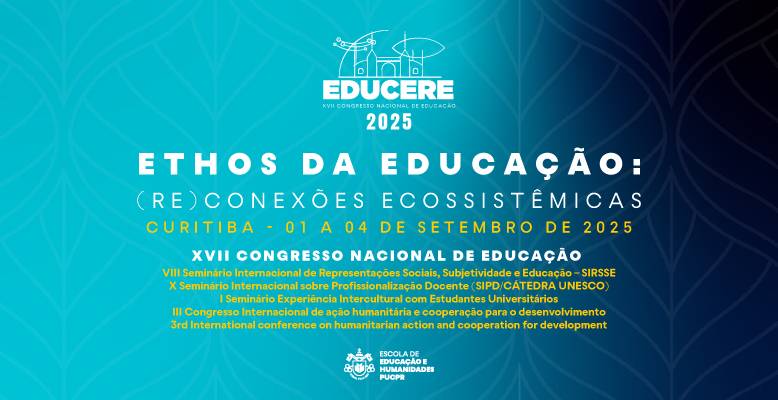 EDUCERE
XVII CONGRESSO NACIONAL DE EDUCAÇÃO
2025
ETHOS DA EDUCAÇÃO:
(RE)CONEXÕES ECOSSISTÊMICAS
CURITIBA - 01 A 04 DE SETEMBRO DE 2025
XVII CONGRESSO NACIONAL DE EDUCAÇÃO
VIII Seminário Internacional de Representações Sociais, Subjetividade e Educação – SIRSSE
X Seminário Internacional sobre Profissionalização Docente (SIPD/CÁTEDRA UNESCO)
I Seminário Experiência Intercultural com Estudantes Universitários
III Congresso Internacional de ação humanitária e cooperação para o desenvolvimento
3rd International conference on humanitarian action and cooperation for development
ESCOLA DE
EDUCAÇÃO E
HUMANIDADES
PUCPR